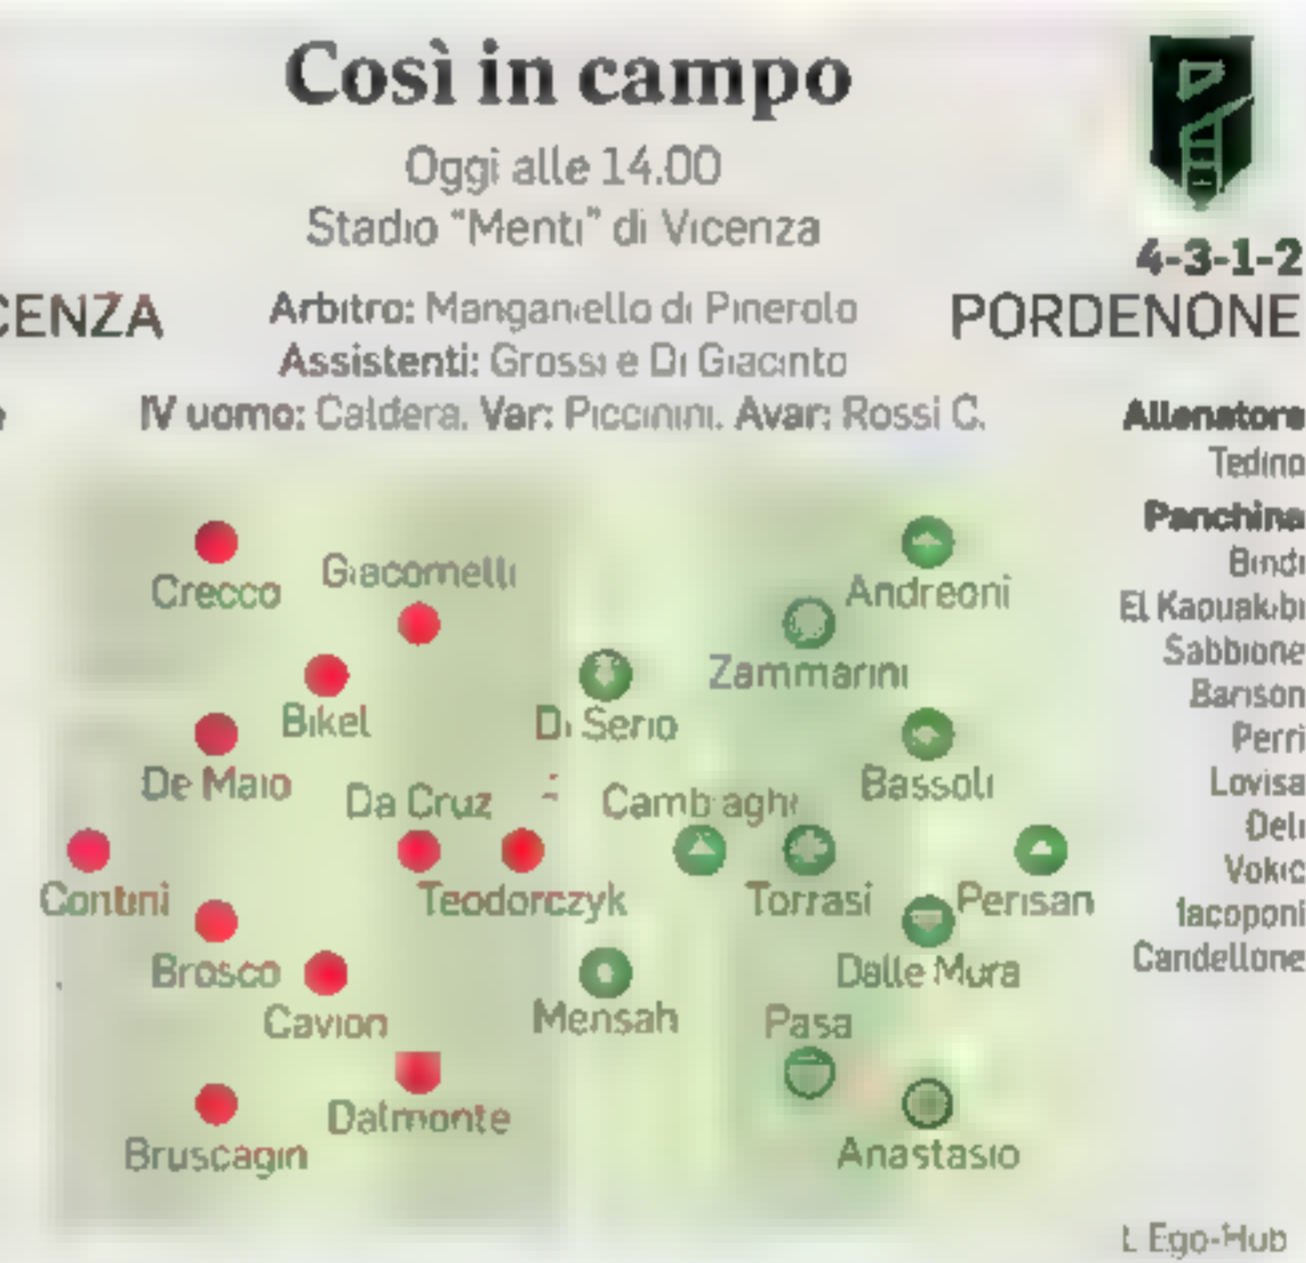 Così in campo
Oggi alle 14.00
Stadio "Menti" di Vicenza
4-3-1-2
CENZA
PORDENONE
Arbitro: Manganiello di Pinerolo
Assistenti: Grossi e Di Giacinto
IV uomo: Caldera. Var: Piccinini. Avar: Rossi C.
Allenatore
Tedino
Panchina
Bindi
El Kaouakibi
Sabbione
Barison
Perri
Lovisa
Deli
Vokic
Iacoponi
Candellone
Crecco
Giacomelli
Andreoni
Zammarini
Bikel
Di Serio
De Maio
Da Cruz
Cambiaghi
Bassoli
Contini
Teodorczyk
Torrasi
Perisan
Brosco
Dalle Mura
Cavion
Mensah
Pasa
Dalmonte
Bruscagin
Anastasio
L'Ego-Hub